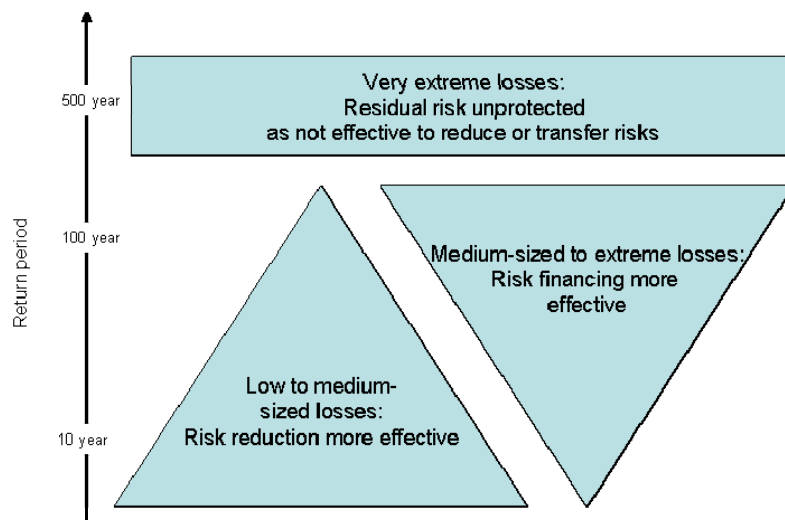 500 year
Very extreme losses:
Residual risk unprotected
as not effective to reduce or transfer risks
Return period
100 year
Medium-sized to extreme losses:
Risk financing more
effective
10 year
Low to medium-
sized losses:
Risk reduction more effective